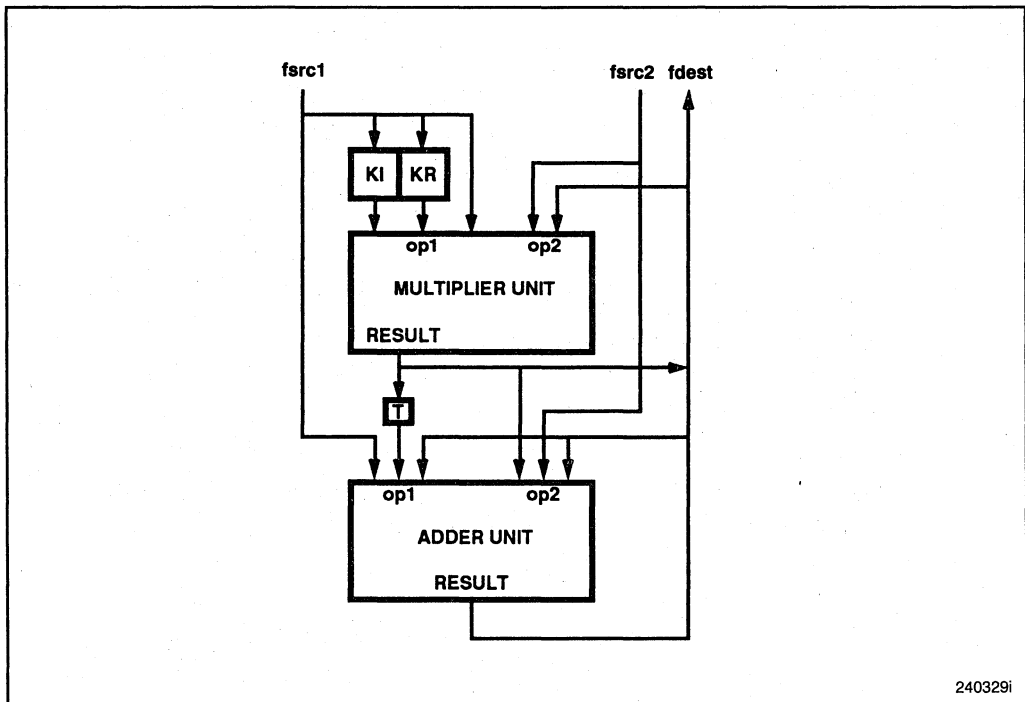 fsrc1 fsrc2 fdest
KI KR
op1 op2
MULTIPLIER UNIT
RESULT
T
op1 op2
ADDER UNIT
RESULT
240329i